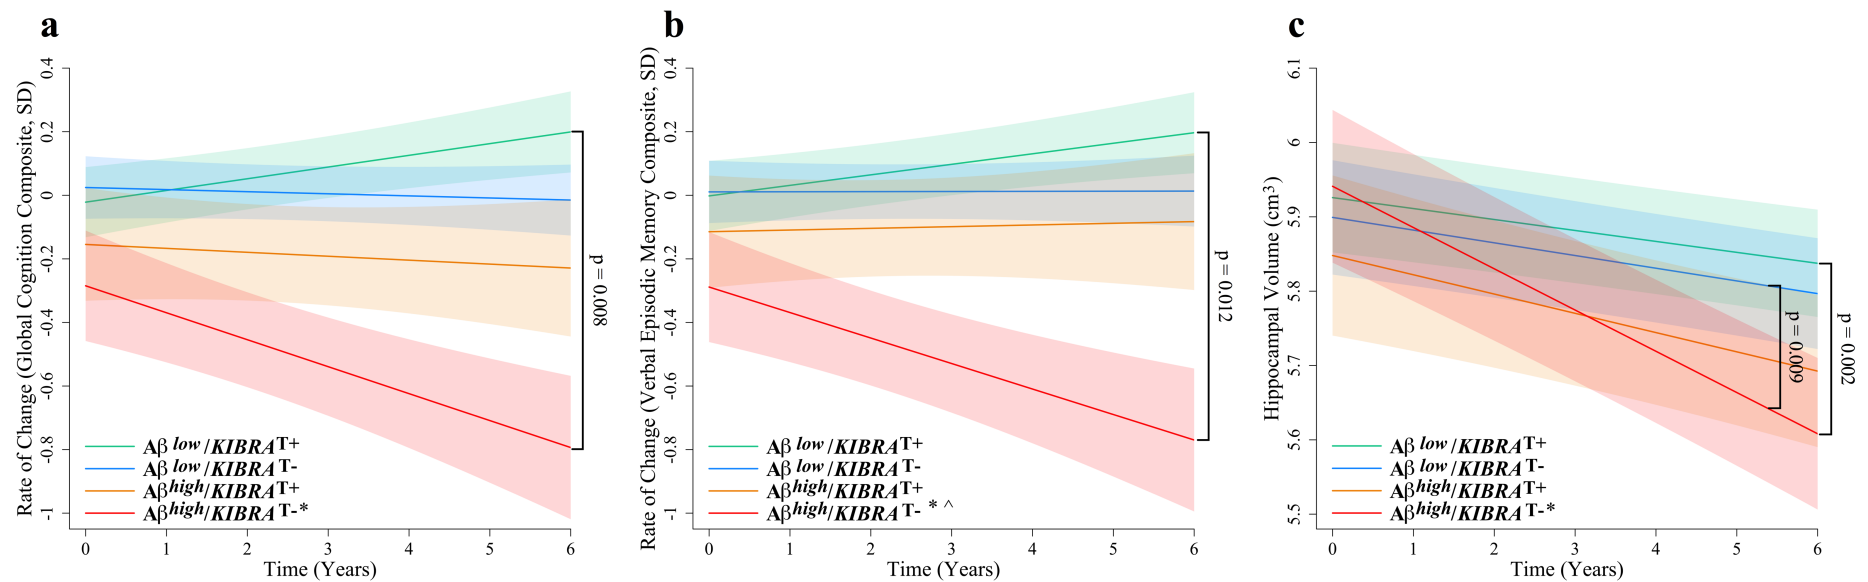 a
Rate of Change (Global Cognition Composite, SD)
0.4
0.2
0
-0.2
-0.4
-0.6
-0.8
-1
0 1 2 3 4 5 6
Time (Years)
Aβ low/KIBRA T+
Aβ low/KIBRA T-
Aβ high/KIBRA T+
Aβ high/KIBRA T-*
p = 0.008
b
Rate of Change (Verbal Episodic Memory Composite, SD)
0.4
0.2
0
-0.2
-0.4
-0.6
-0.8
-1
0 1 2 3 4 5 6
Time (Years)
Aβ low/KIBRA T+
Aβ low/KIBRA T-
Aβ high/KIBRA T+
Aβ high/KIBRA T- * ^
p = 0.012
c
Hippocampal Volume (cm³)
6.1
6
5.9
5.8
5.7
5.6
5.5
0 1 2 3 4 5 6
Time (Years)
Aβ low/KIBRA T+
Aβ low/KIBRA T-
Aβ high/KIBRA T+
Aβ high/KIBRA T-*
p = 0.009
p = 0.002